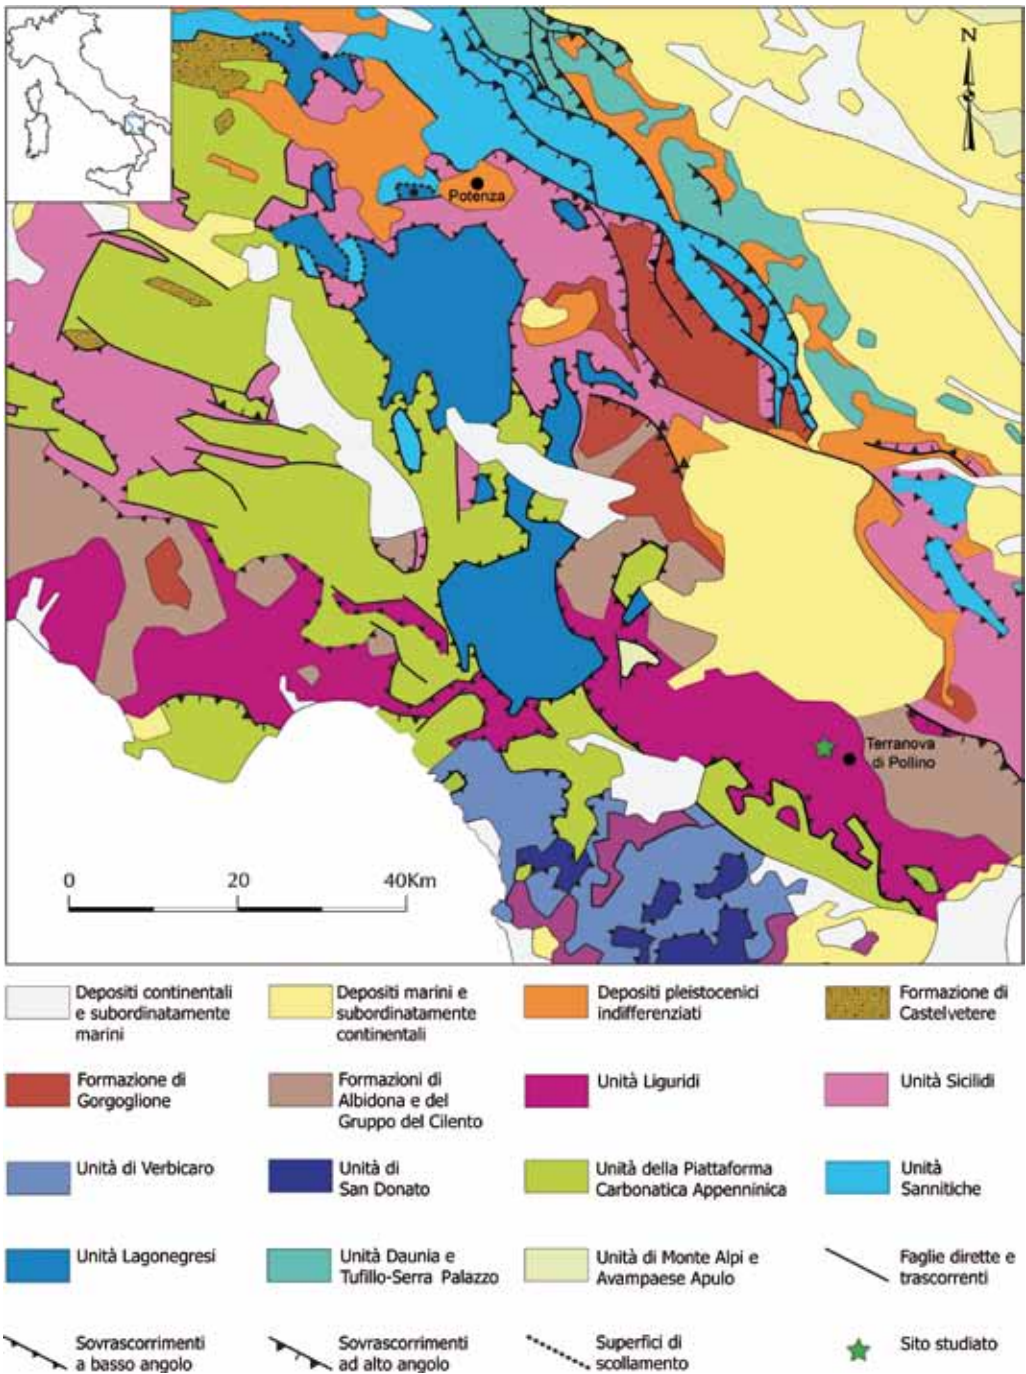 N
Potenza
Terranova
di Pollino
0 20 40Km
Depositi continentali
e subordinatamente
marini
Depositi marini e
subordinatamente
continentali
Depositi pleistocenici
indifferenziati
Formazione di
Castelvetere
Formazione di
Gorgoglione
Formazioni di
Albidona e del
Gruppo del Cilento
Unità Liguridi
Unità Sicilidi
Unità di Verbicaro
Unità di
San Donato
Unità della Piattaforma
Carbonatica Appenninica
Unità
Sannitiche
Unità Lagonegresi
Unità Daunia e
Tufillo-Serra Palazzo
Unità di Monte Alpi e
Avampaese Apulo
Faglie dirette e
trascorrenti
Sovrascorrimenti
a basso angolo
Sovrascorrimenti
ad alto angolo
Superfici di
scollamento
Sito studiato